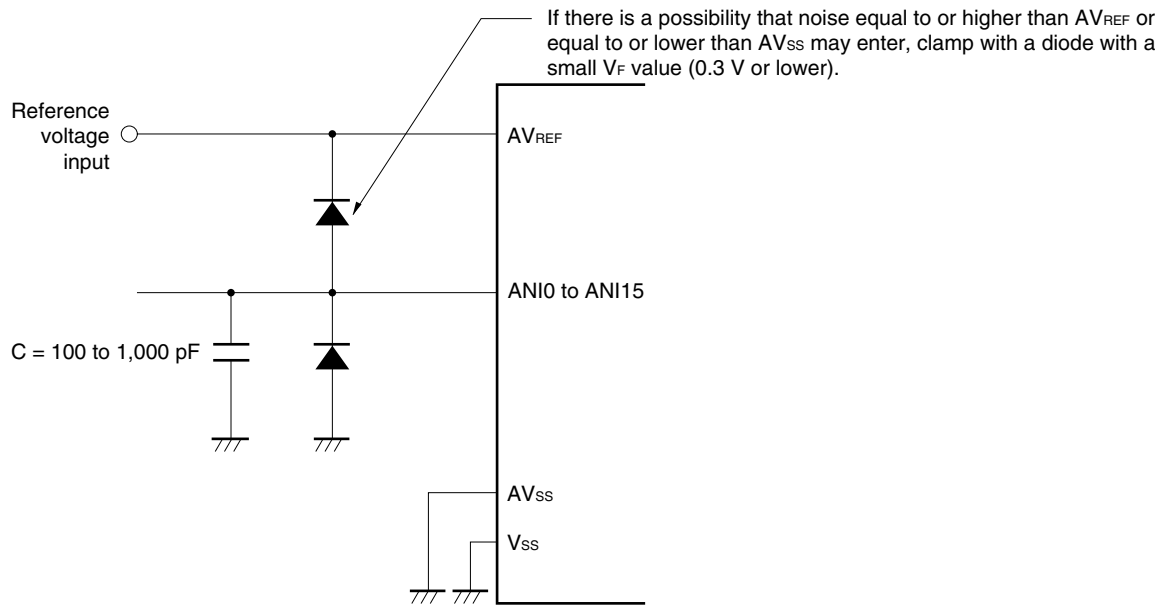 If there is a possibility that noise equal to or higher than AVREF or
equal to or lower than AVSS may enter, clamp with a diode with a
small VF value (0.3 V or lower).
Reference
voltage
input
AVREF
ANI0 to ANI15
C = 100 to 1,000 pF
AVSS
VSS